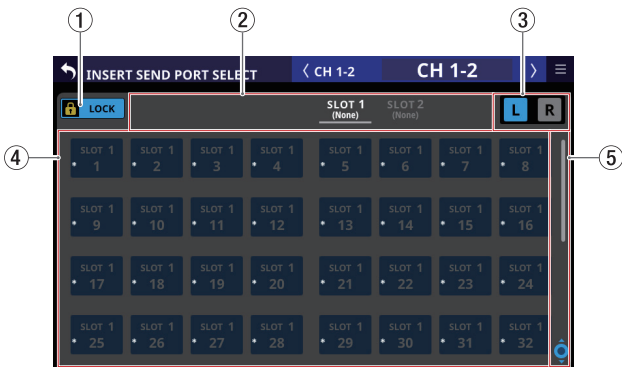 1
2
3
INSERT SEND PORT SELECT
CH 1-2
CH 1-2
LOCK
SLOT 1
(None)
SLOT 2
(None)
L
R
4
5
SLOT 1
* 1
SLOT 1
* 2
SLOT 1
* 3
SLOT 1
* 4
SLOT 1
* 5
SLOT 1
* 6
SLOT 1
* 7
SLOT 1
* 8
SLOT 1
* 9
SLOT 1
* 10
SLOT 1
* 11
SLOT 1
* 12
SLOT 1
* 13
SLOT 1
* 14
SLOT 1
* 15
SLOT 1
* 16
SLOT 1
* 17
SLOT 1
* 18
SLOT 1
* 19
SLOT 1
* 20
SLOT 1
* 21
SLOT 1
* 22
SLOT 1
* 23
SLOT 1
* 24
SLOT 1
* 25
SLOT 1
* 26
SLOT 1
* 27
SLOT 1
* 28
SLOT 1
* 29
SLOT 1
* 30
SLOT 1
* 31
SLOT 1
* 32